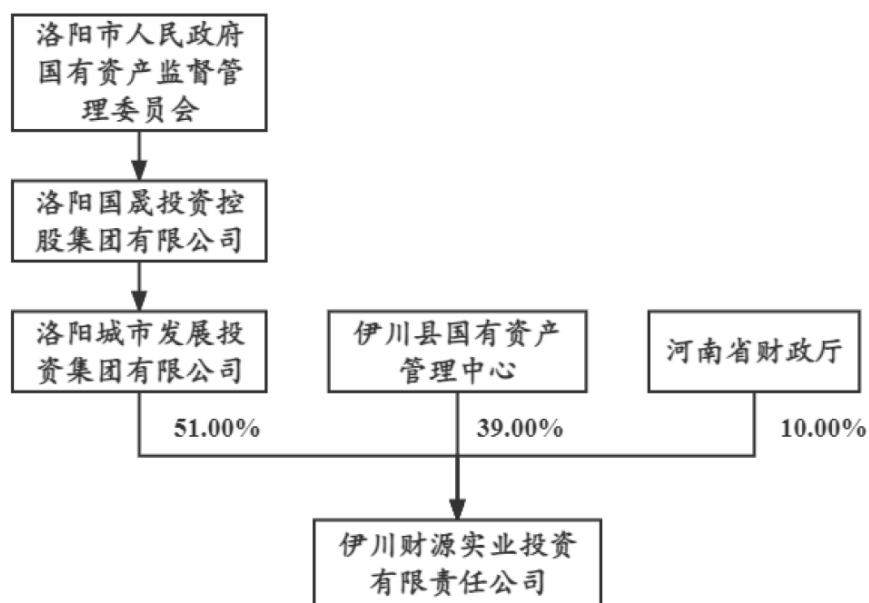 洛阳市人民政府
国有资产监督管
理委员会
洛阳国晟投资控
股集团有限公司
洛阳城市发展投
资集团有限公司
伊川县国有资产
管理中心
河南省财政厅
51.00%
39.00%
10.00%
伊川财源实业投资
有限责任公司